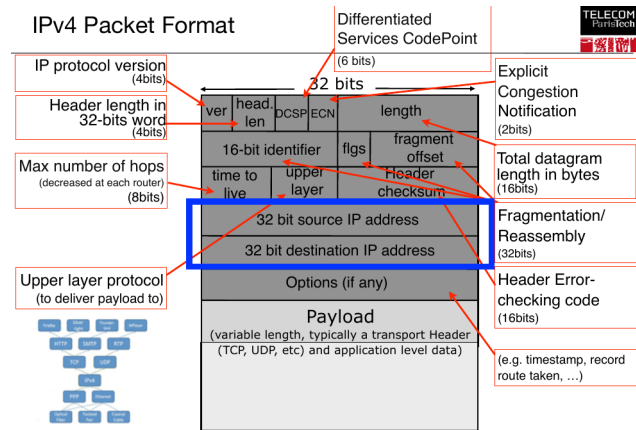 IPv4 Packet Format
TELECOM
ParisTech
Differentiated
Services CodePoint
(6 bits)
IP protocol version
(4bits)
Header length in
32-bits word
(4bits)
Max number of hops
(decreased at each router)
(8bits)
Upper layer protocol
(to deliver payload to)
32 bits
ver
head.
len
DCSP
ECN
length
16-bit identifier
flgs
fragment
offset
time to
live
upper
layer
Header
checksum
32 bit source IP address
32 bit destination IP address
Options (if any)
Payload
(variable length, typically a transport Header
(TCP, UDP, etc) and application level data)
Explicit
Congestion
Notification
(2bits)
Total datagram
length in bytes
(16bits)
Fragmentation/
Reassembly
(32bits)
Header Error-
checking code
(16bits)
(e.g. timestamp, record
route taken, …)
HTTP
SMTP
RTP
TCP
UDP
IPv4
PPP
Ethernet